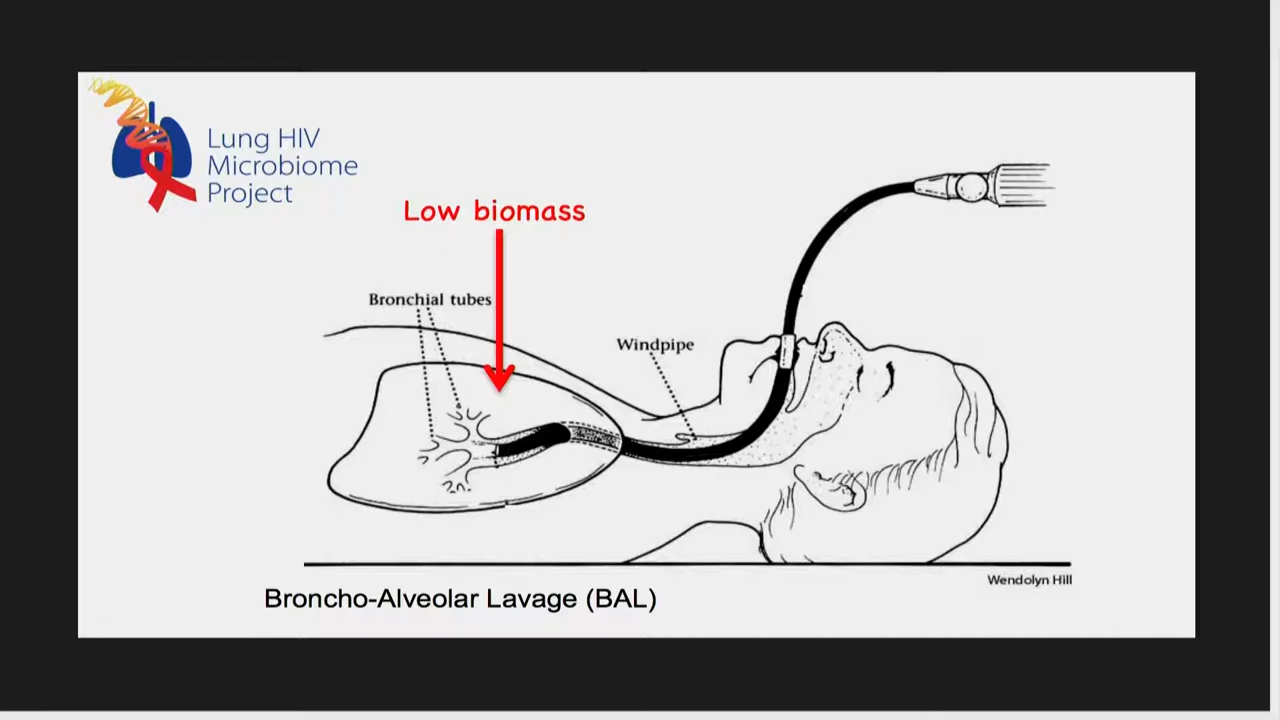 Lung HIV
Microbiome
Project
Low biomass
Bronchial tubes
Windpipe
Wendolyn Hill
Broncho-Alveolar Lavage (BAL)